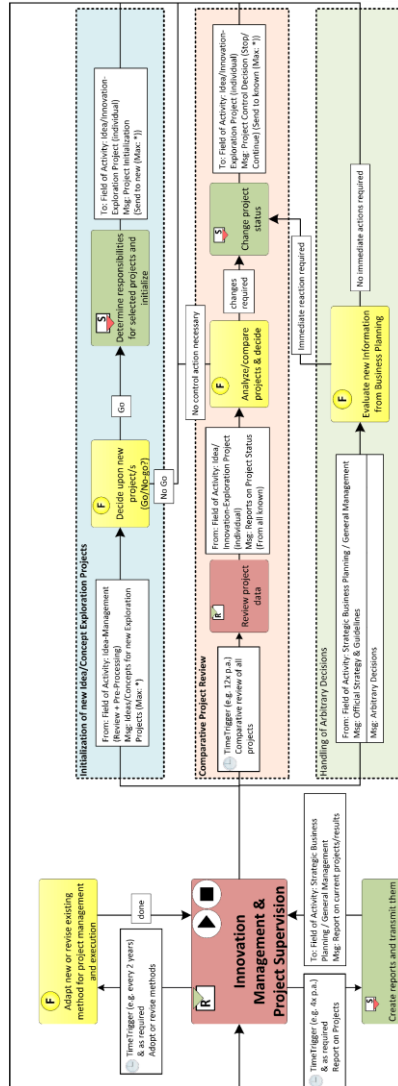 Adapt new or revise existing
method for project management
and execution
F
TimeTrigger (e.g. every 2 years)
& as required
Adopt or revise methods
done
R
Innovation
Management &
Project Supervision
TimeTrigger (e.g. 4x p.a.)
& as required
Report on Projects
To: Field of Activity: Strategic Business
Planning / General Management
Msg: Report on current projects/results
S
Create reports and transmit them
Initialization of new Idea/Concept Exploration Projects
From: Field of Activity: Idea-Management
(Review + Pre-Processing)
Msg: Ideas/Concepts for new Exploration
Projects (Max: *)
F
Decide upon new
project/s
(Go/No-go?)
Go
No Go
S
Determine responsibilities
for selected projects and
initialize
To: Field of Activity: Idea/Innovation-
Exploration Project (individual)
Msg: Project Initialization
(Send to new (Max: *))
Comparative Project Review
TimeTrigger (e.g. 12x p.a.)
Comparative review of all
projects
R
Review project
data
From: Field of Activity: Idea/
Innovation-Exploration Project
(individual)
Msg: Reports on Project Status
(From all known)
F
Analyze/compare
projects & decide
No control action necessary
changes
required
S
Change project
status
To: Field of Activity: Idea/Innovation-
Exploration Project (individual)
Msg: Project Control Decision (Stop/
Continue) (Send to known (Max: *)
Handling of Arbitrary Decisions
From: Field of Activity: Strategic Business Planning / General Management
Msg: Official Strategy & Guidelines
Msg: Arbitrary Decisions
F
Evaluate new Information
from Business Planning
Immediate reaction required
No immediate actions required